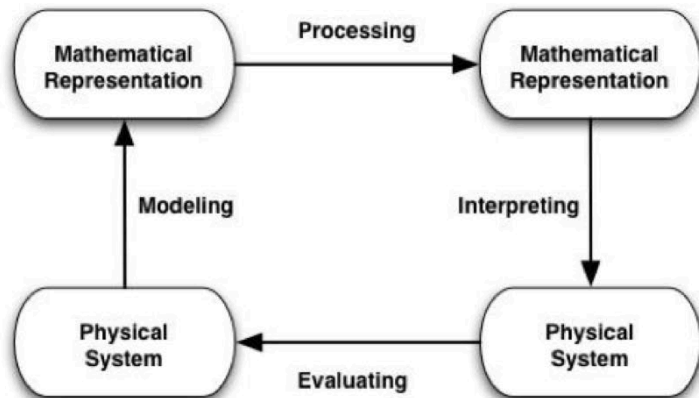 Processing
Mathematical
Representation
Mathematical
Representation
Modeling
Interpreting
Physical
System
Physical
System
Evaluating